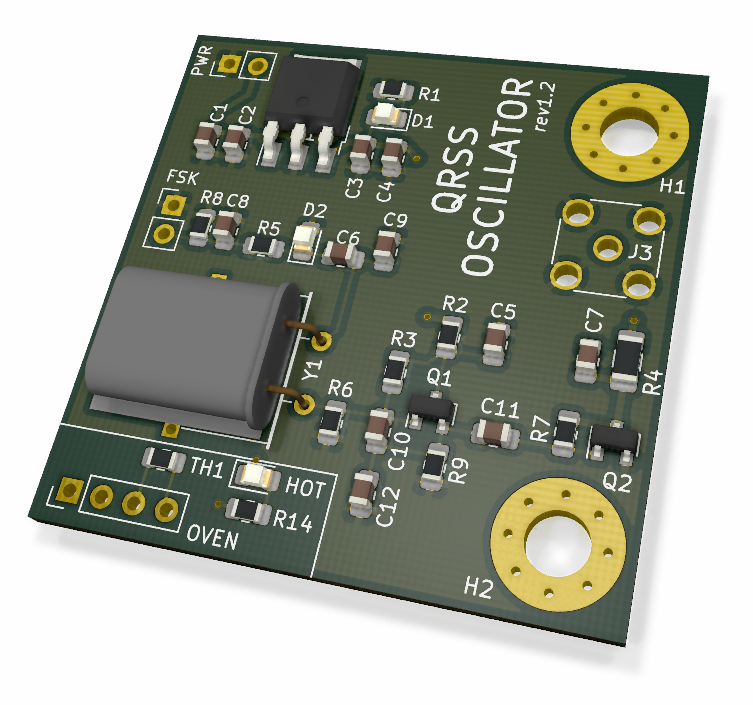 PWR
C1
C2
R1
D1
C3
C4
QRSS
OSCILLATOR
rev1.2
H1
FSK
R8
C8
R5
D2
C6
C9
J3
Y1
R2
C5
C7
R4
R3
Q1
R6
C10
C11
R7
Q2
R9
C12
TH1
HOT
R14
OVEN
H2